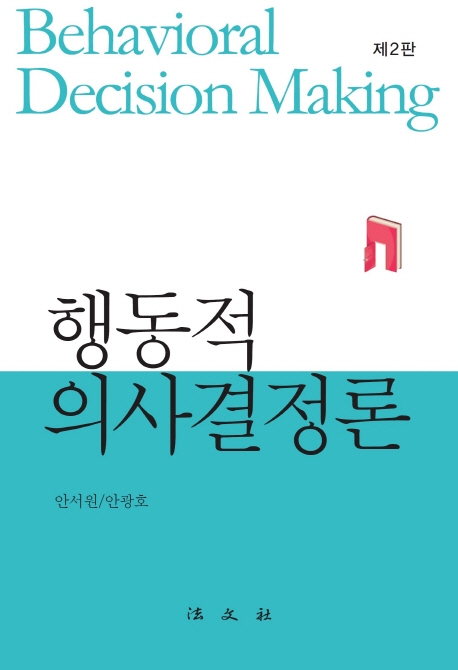 Behavioral
Decision Making
제2판
행동적
의사결정론
안서원/안광호
法文社